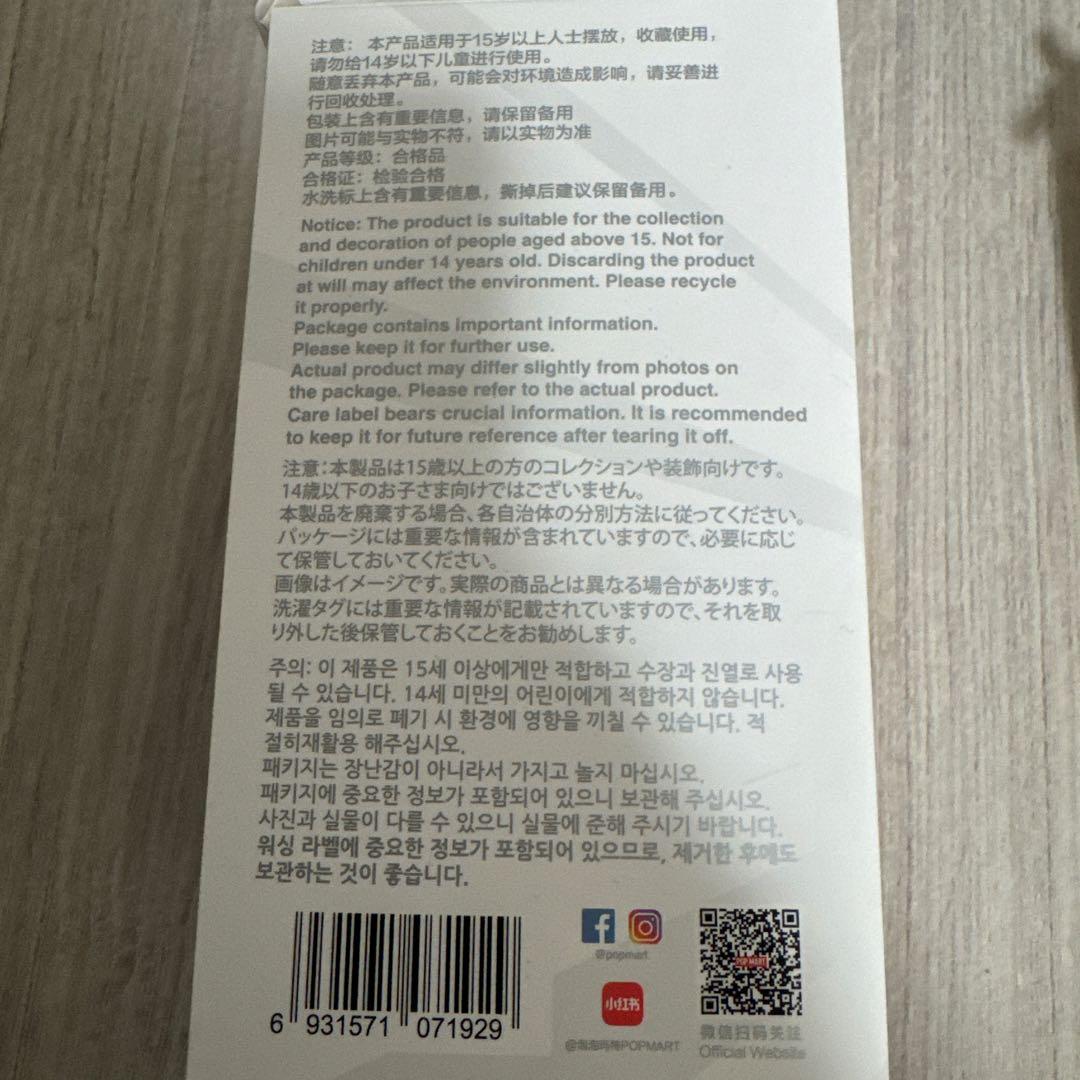 注意： 本产品适用于15岁以上人士摆放，收藏使用，
请勿给14岁以下儿童进行使用。
随意丢弃本产品，可能会对环境造成影响，请妥善进
行回收处理。
包装上含有重要信息，请保留备用
图片可能与实物不符，请以实物为准
产品等级：合格品
合格证：检验合格
水洗标上含有重要信息，撕掉后建议保留备用。
Notice: The product is suitable for the collection
and decoration of people aged above 15. Not for
children under 14 years old. Discarding the product
at will may affect the environment. Please recycle
it properly.
Package contains important information.
Please keep it for further use.
Actual product may differ slightly from photos on
the package. Please refer to the actual product.
Care label bears crucial information. It is recommended
to keep it for future reference after tearing it off.
注意：本製品は15歳以上の方のコレクションや装飾向けです。
14歳以下のお子さま向けではございません。
本製品を廃棄する場合、各自治体の分別方法に従ってください。
パッケージには重要な情報が含まれていますので、必要に応じ
て保管しておいてください。
画像はイメージです。実際の商品とは異なる場合があります。
洗濯タグには重要な情報が記載されていますので、それを取
り外した後保管しておくことをお勧めします。
주의: 이 제품은 15세 이상에게만 적합하고 수장과 진열로 사용
될 수 있습니다. 14세 미만의 어린이에게 적합하지 않습니다.
제품을 임의로 폐기 시 환경에 영향을 끼칠 수 있습니다. 적
절히재활용 해주십시오.
패키지는 장난감이 아니라서 가지고 놀지 마십시오.
패키지에 중요한 정보가 포함되어 있으니 보관해 주십시오.
사진과 실물이 다를 수 있으니 실물에 준해 주시기 바랍니다.
워싱 라벨에 중요한 정보가 포함되어 있으므로, 제거한 후에도
보관하는 것이 좋습니다.
6 931571 071929
@popmart
小红书
@泡泡玛特POPMART
POP MART
微信扫码关注
Official Website